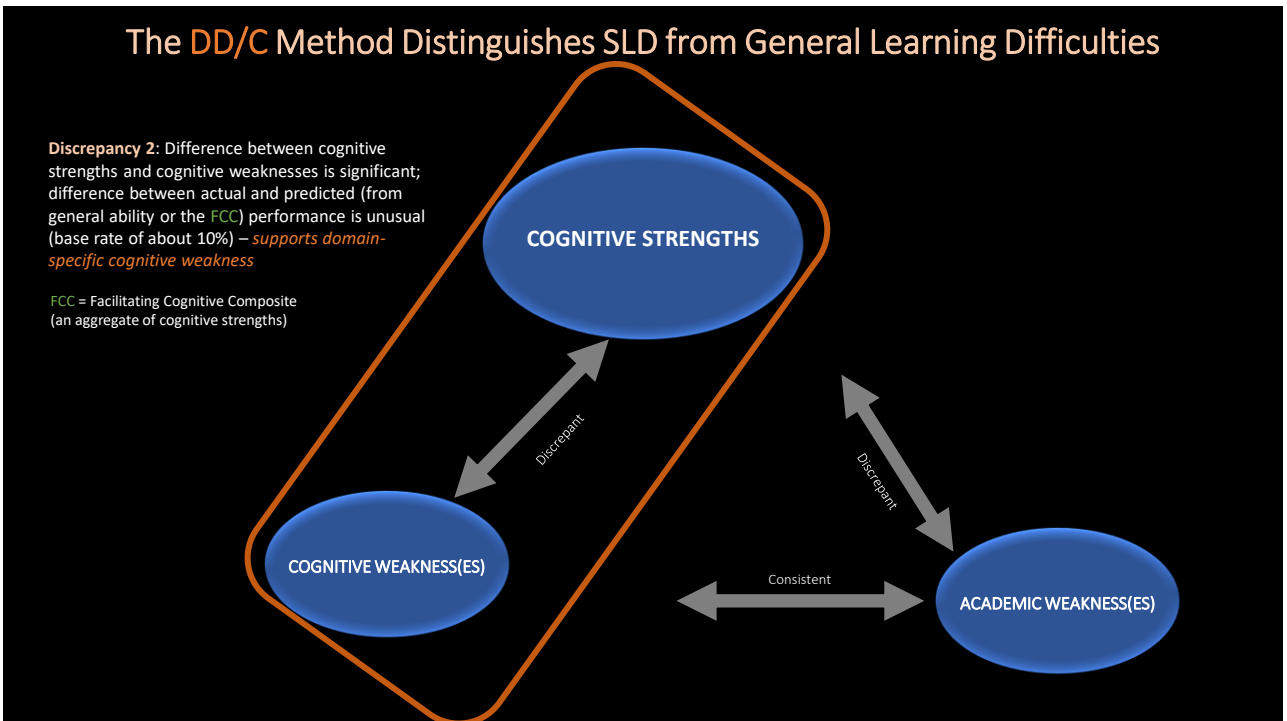 The DD/C Method Distinguishes SLD from General Learning Difficulties
Discrepancy 2: Difference between cognitive
strengths and cognitive weaknesses is significant;
difference between actual and predicted (from
general ability or the FCC) performance is unusual
(base rate of about 10%) – supports domain-
specific cognitive weakness
FCC = Facilitating Cognitive Composite
(an aggregate of cognitive strengths)
COGNITIVE STRENGTHS
Discrepant
Discrepant
COGNITIVE WEAKNESS(ES)
Consistent
ACADEMIC WEAKNESS(ES)